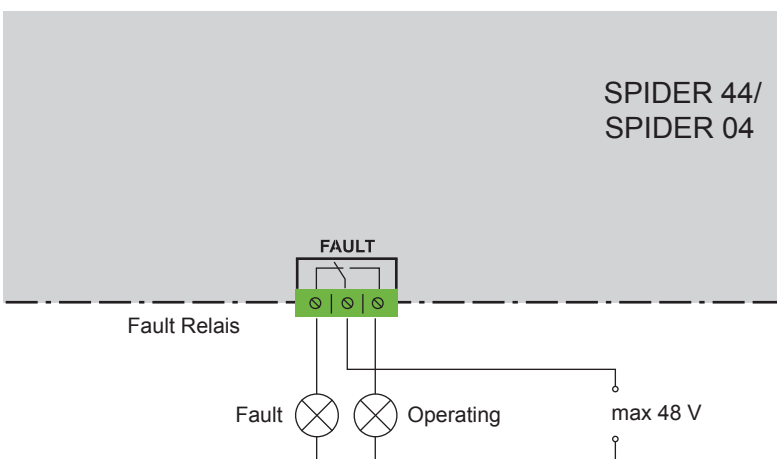 SPIDER 44/
SPIDER 04
FAULT
Fault Relais
Fault
Operating
max 48 V